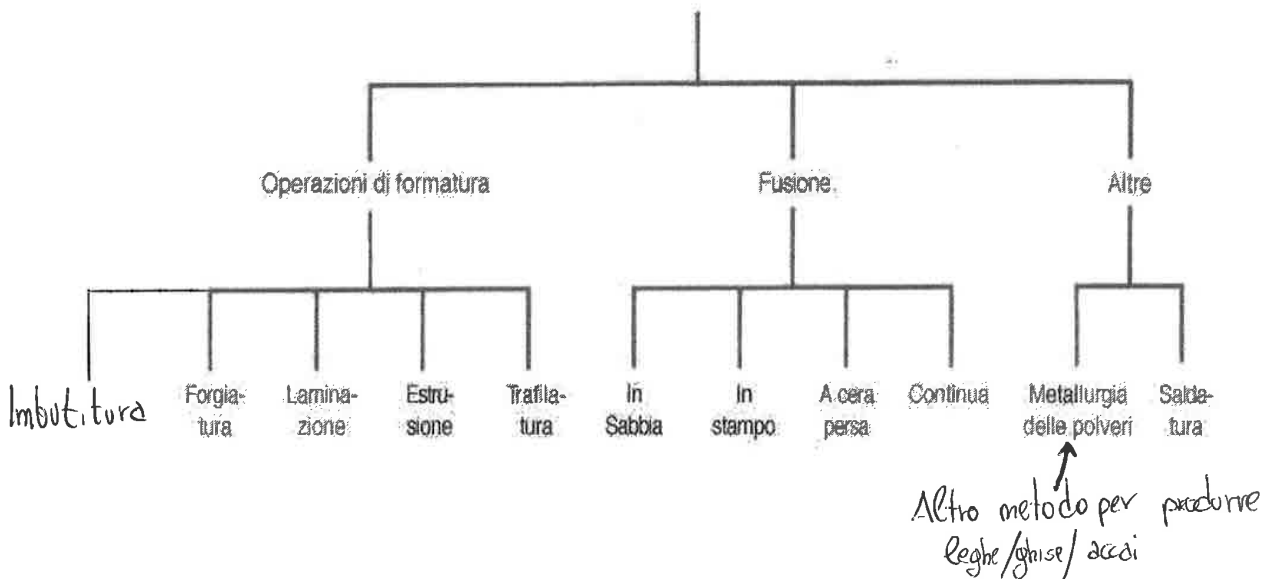 Operazioni di formatura
Fusione.
Altre
Imbutitura
Forgia-
tura
Lamina-
zione
Estru-
sione
Trafila-
tura
In
Sabbia
In
stampo
A cera
persa
Continua
Metallurgia
delle polveri
Salda-
tura
Altro metodo per produrre
leghe/ghise/acciai